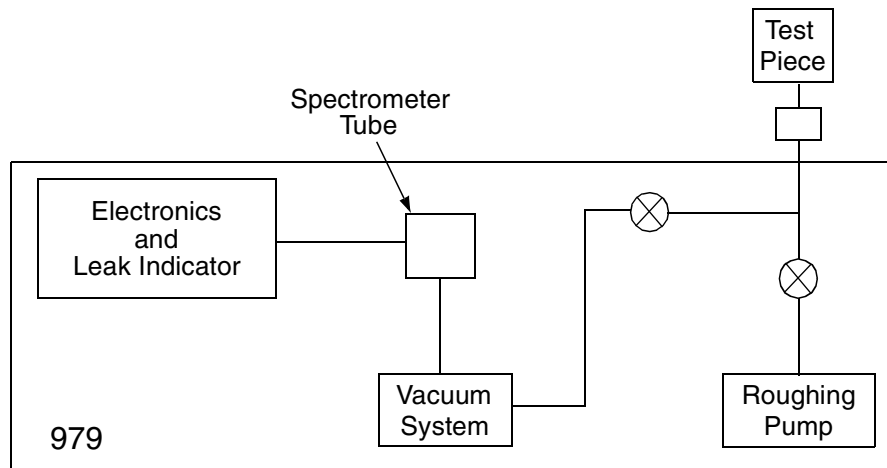 Test
Piece
Spectrometer
Tube
Electronics
and
Leak Indicator
Vacuum
System
Roughing
Pump
979